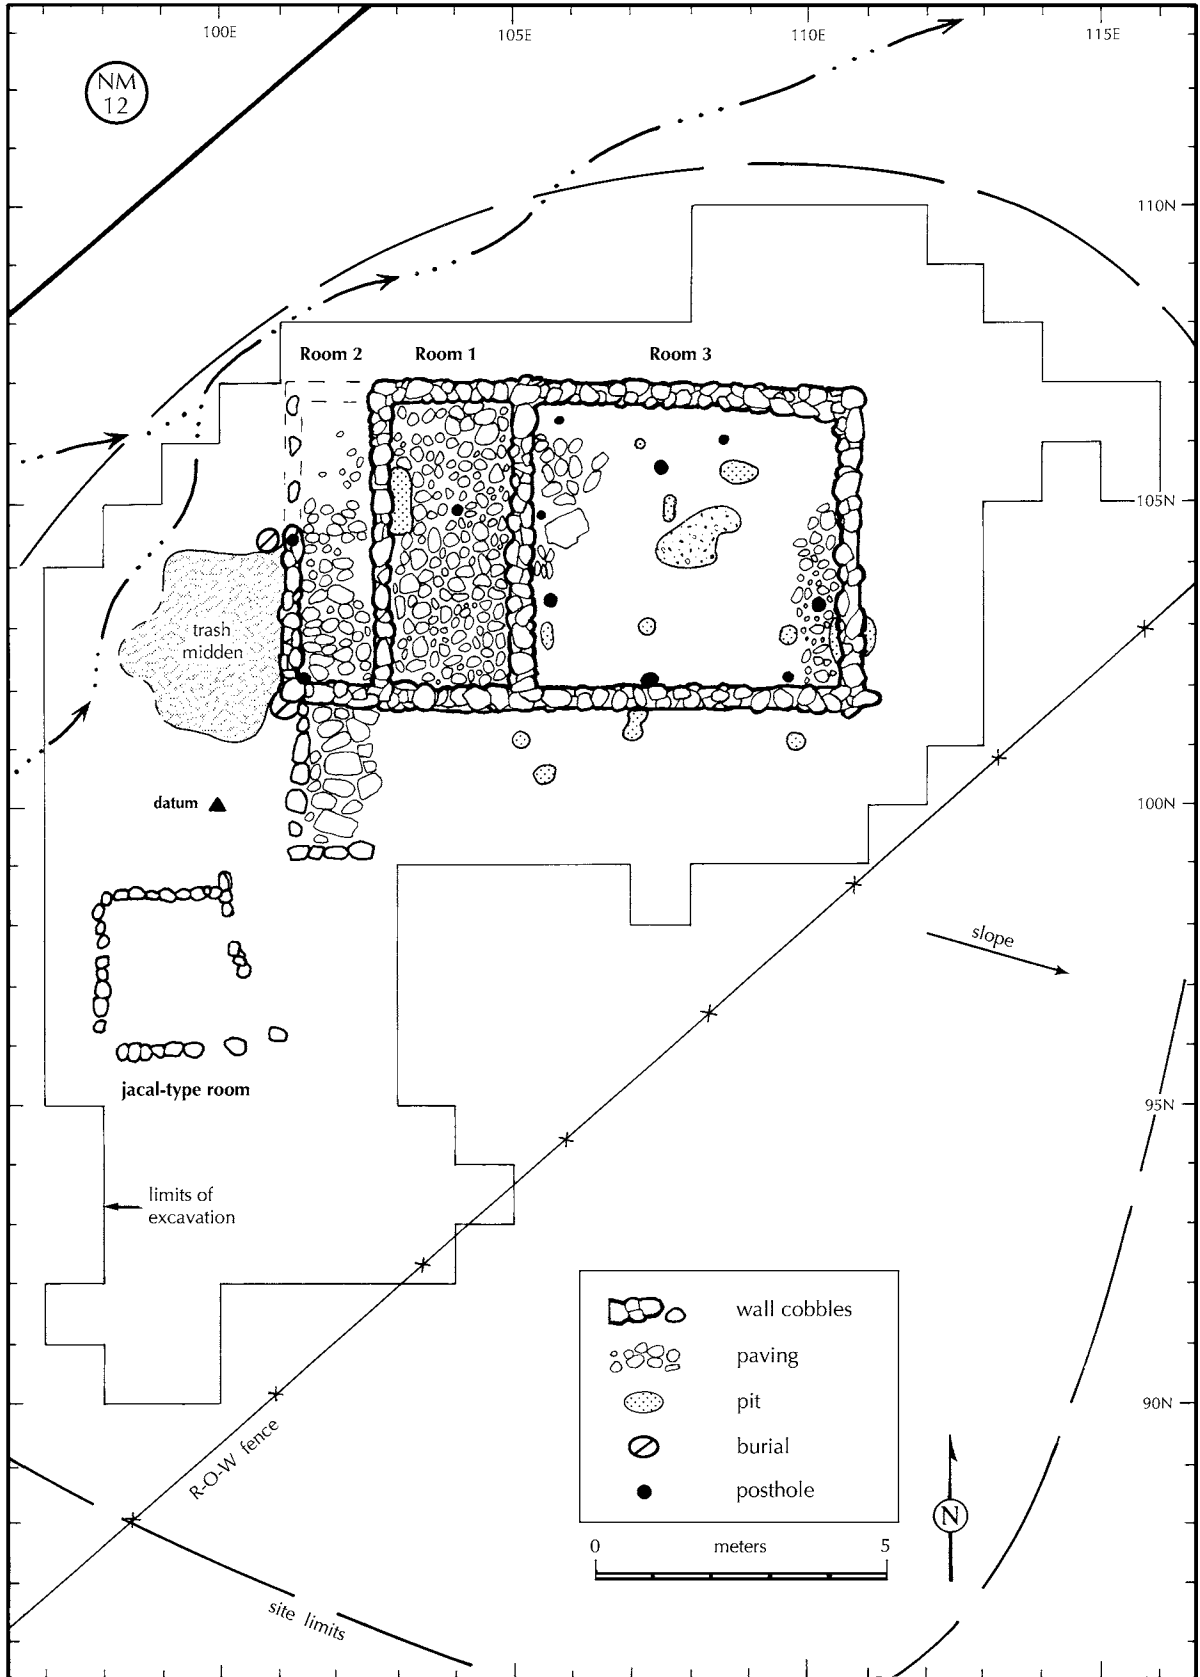 100E
105E
110E
115E
NM
12
110N
Room 2
Room 1
Room 3
105N
trash
midden
datum
100N
slope
jacal-type room
95N
limits of
excavation
wall cobbles
paving
pit
90N
burial
R-O-W fence
posthole
N
0
meters
5
site limits